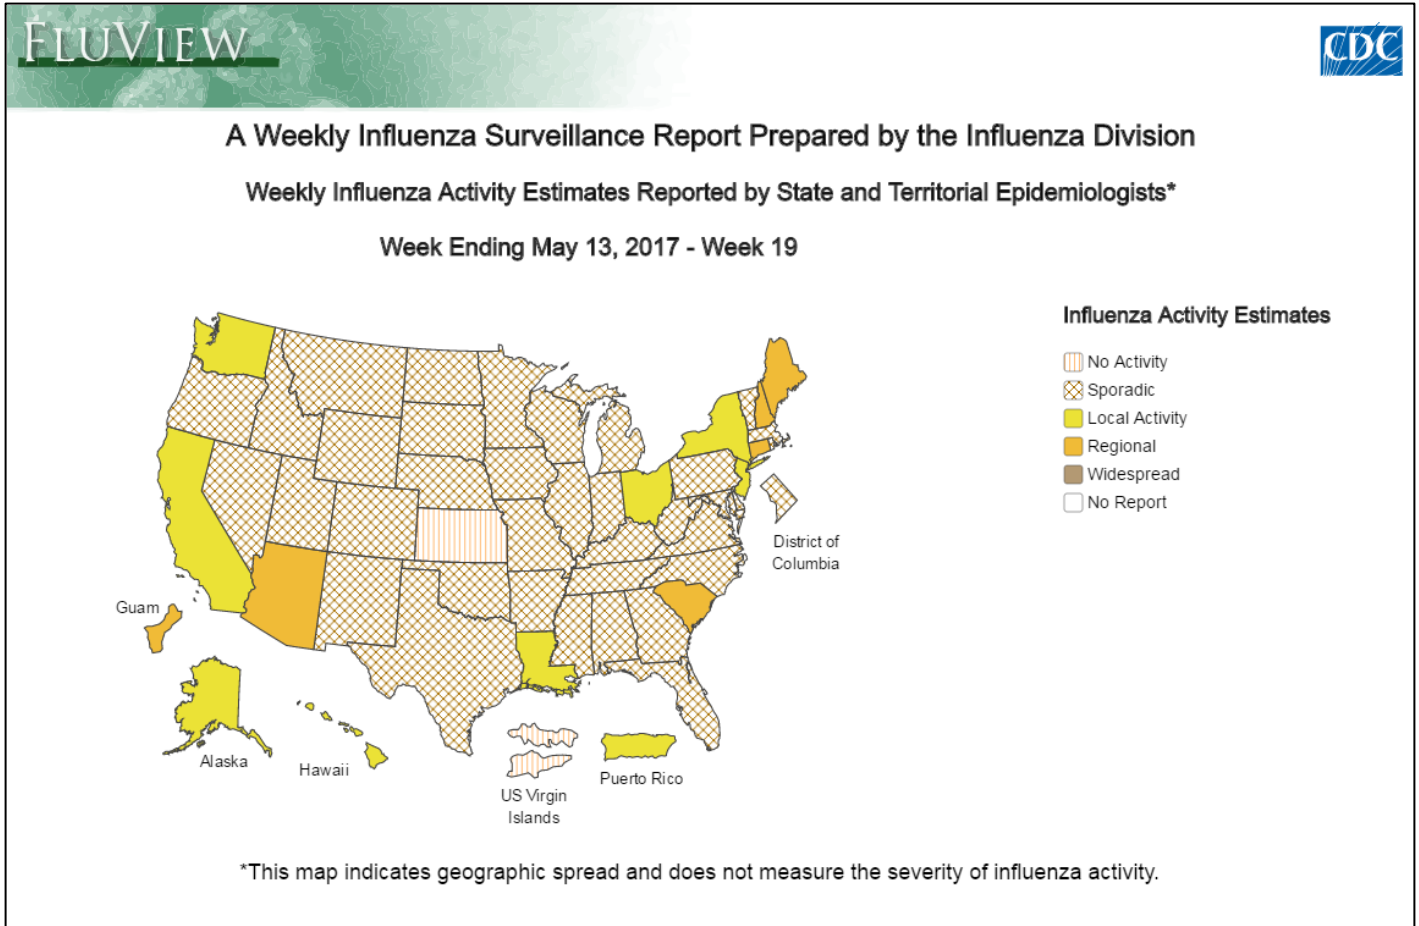 FLUVIEW
CDC
A Weekly Influenza Surveillance Report Prepared by the Influenza Division
Weekly Influenza Activity Estimates Reported by State and Territorial Epidemiologists*
Week Ending May 13, 2017 - Week 19
Influenza Activity Estimates
No Activity
Sporadic
Local Activity
Regional
Widespread
No Report
District of
Columbia
Guam
Alaska
Hawaii
US Virgin
Islands
Puerto Rico
*This map indicates geographic spread and does not measure the severity of influenza activity.